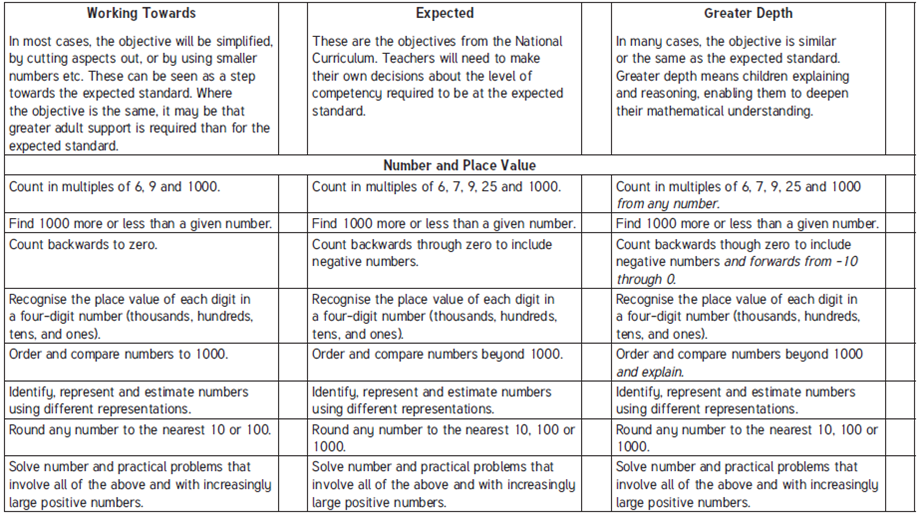 Working Towards
Expected
Greater Depth
In most cases, the objective will be simplified,
by cutting aspects out, or by using smaller
numbers etc. These can be seen as a step
towards the expected standard. Where
the objective is the same, it may be that
greater adult support is required than for the
expected standard.
These are the objectives from the National
Curriculum. Teachers will need to make
their own decisions about the level of
competency required to be at the expected
standard.
In many cases, the objective is similar
or the same as the expected standard.
Greater depth means children explaining
and reasoning, enabling them to deepen
their mathematical understanding.
Number and Place Value
Count in multiples of 6, 9 and 1000.
Count in multiples of 6, 7, 9, 25 and 1000.
Count in multiples of 6, 7, 9, 25 and 1000
from any number.
Find 1000 more or less than a given number.
Find 1000 more or less than a given number.
Find 1000 more or less than a given number.
Count backwards to zero.
Count backwards through zero to include
negative numbers.
Count backwards though zero to include
negative numbers and forwards from -10
through 0.
Recognise the place value of each digit in
a four-digit number (thousands, hundreds,
tens, and ones).
Recognise the place value of each digit in
a four-digit number (thousands, hundreds,
tens, and ones).
Recognise the place value of each digit in
a four-digit number (thousands, hundreds,
tens, and ones).
Order and compare numbers to 1000.
Order and compare numbers beyond 1000.
Order and compare numbers beyond 1000
and explain.
Identify, represent and estimate numbers
using different representations.
Identify, represent and estimate numbers
using different representations.
Identify, represent and estimate numbers
using different representations.
Round any number to the nearest 10 or 100.
Round any number to the nearest 10, 100 or
1000.
Round any number to the nearest 10, 100 or
1000.
Solve number and practical problems that
involve all of the above and with increasingly
large positive numbers.
Solve number and practical problems that
involve all of the above and with increasingly
large positive numbers.
Solve number and practical problems that
involve all of the above and with increasingly
large positive numbers.